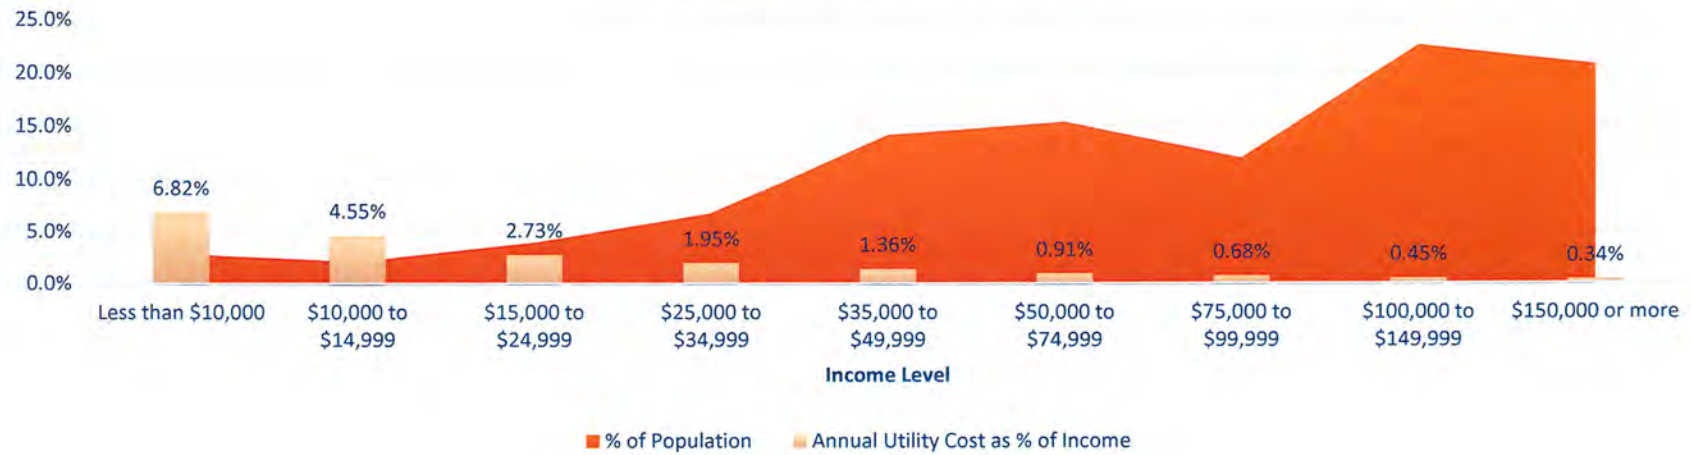 25.0%
20.0%
15.0%
10.0%
5.0%
0.0%
6.82%
4.55%
2.73%
1.95%
1.36%
0.91%
0.68%
0.45%
0.34%
Less than $10,000
$10,000 to
$14,999
$15,000 to
$24,999
$25,000 to
$34,999
$35,000 to
$49,999
$50,000 to
$74,999
$75,000 to
$99,999
$100,000 to
$149,999
$150,000 or more
Income Level
% of Population
Annual Utility Cost as % of Income